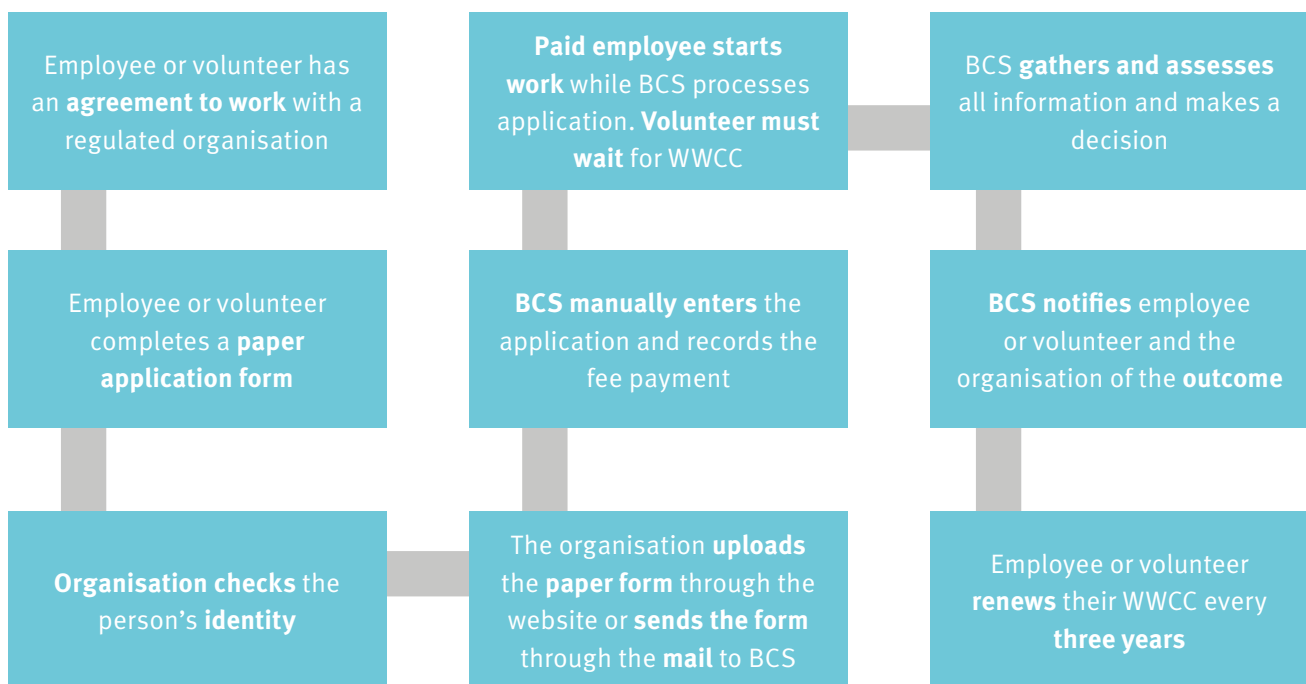 Employee or volunteer has
an agreement to work with a
regulated organisation
Employee or volunteer
completes a paper
application form
Organisation checks the
person’s identity
The organisation uploads
the paper form through the
website or sends the form
through the mail to BCS
BCS manually enters the
application and records the
fee payment
Paid employee starts
work while BCS processes
application. Volunteer must
wait for WWCC
BCS gathers and assesses
all information and makes a
decision
BCS notifies employee
or volunteer and the
organisation of the outcome
Employee or volunteer
renews their WWCC every
three years